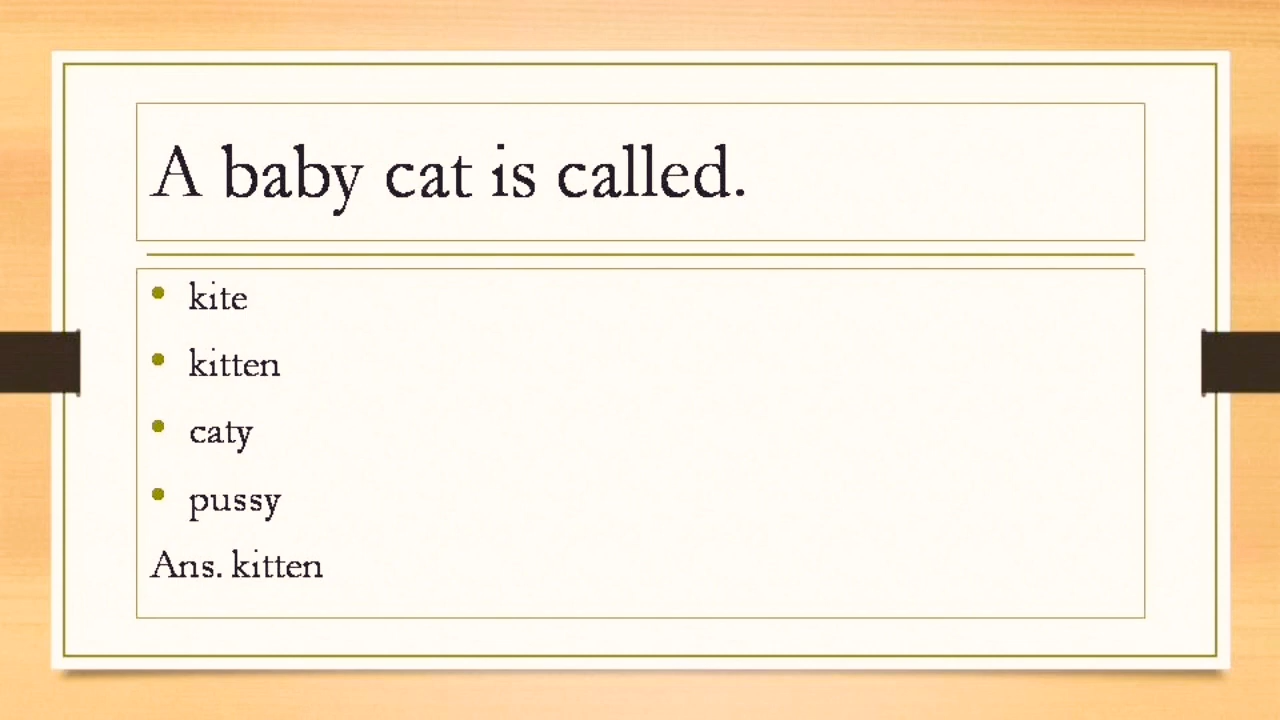 A baby cat is called.
kite
kitten
caty
pussy
Ans. kitten